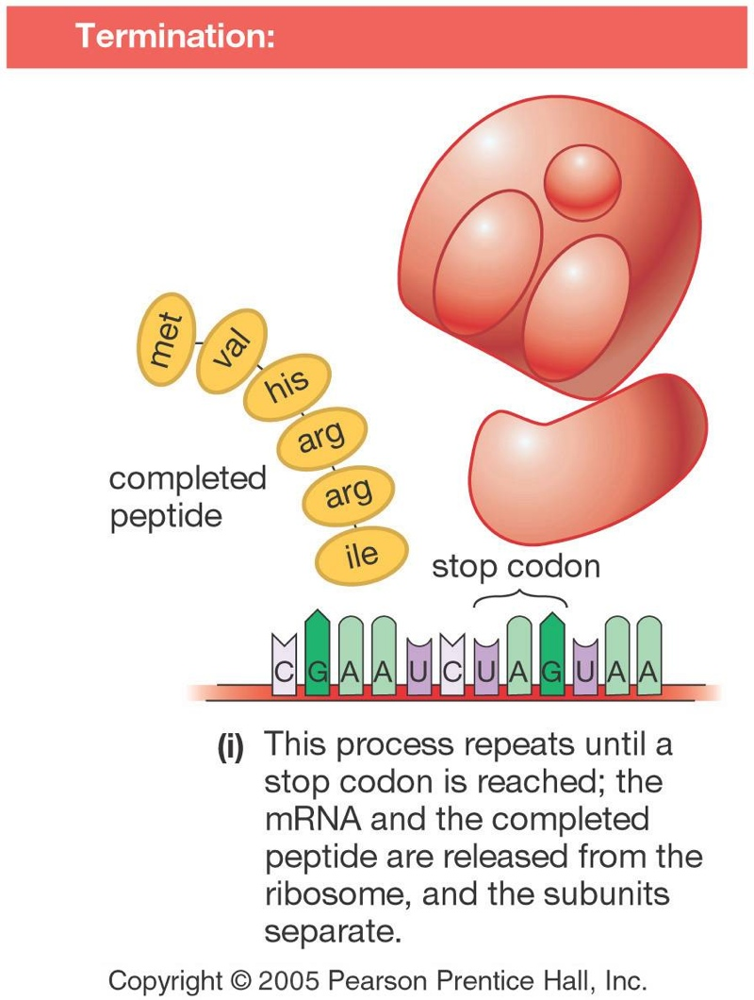 Termination:
met
val
his
arg
arg
ile
completed
peptide
stop codon
C G A A U C U A G U A A
(i) This process repeats until a
stop codon is reached; the
mRNA and the completed
peptide are released from the
ribosome, and the subunits
separate.
Copyright © 2005 Pearson Prentice Hall, Inc.